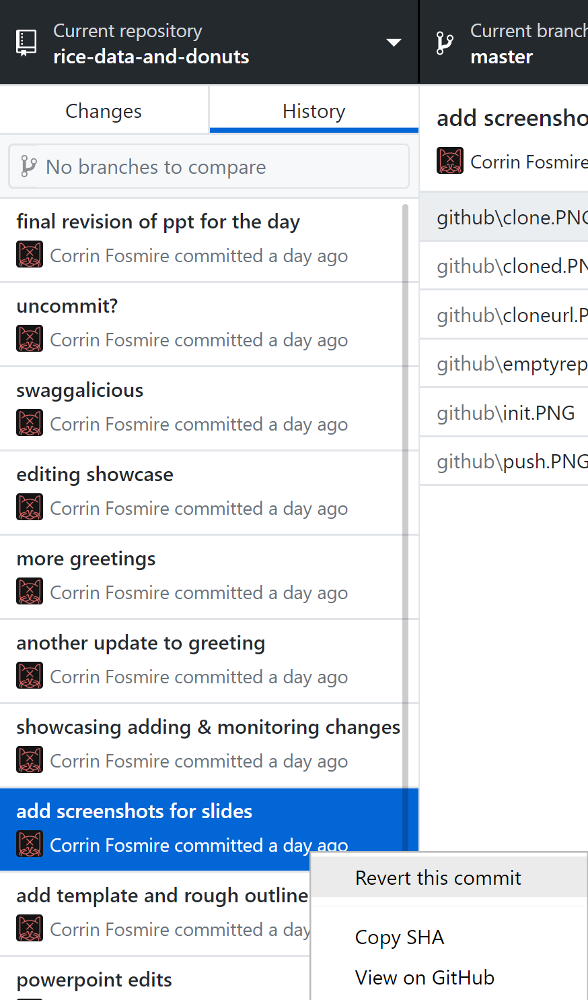 Current repository
rice-data-and-donuts
Current branch
master
Changes
History
No branches to compare
final revision of ppt for the day
Corrin Fosmire committed a day ago
uncommit?
Corrin Fosmire committed a day ago
swaggalicious
Corrin Fosmire committed a day ago
editing showcase
Corrin Fosmire committed a day ago
more greetings
Corrin Fosmire committed a day ago
another update to greeting
Corrin Fosmire committed a day ago
showcasing adding & monitoring changes
Corrin Fosmire committed a day ago
add screenshots for slides
Corrin Fosmire committed a day ago
add template and rough outline
Corrin Fosmire committed a day
powerpoint edits
add screensho
Corrin Fosmire
github\clone.PNG
github\cloned.PN
github\cloneurl.P
github\emptyrep
github\init.PNG
github\push.PNG
Revert this commit
Copy SHA
View on GitHub